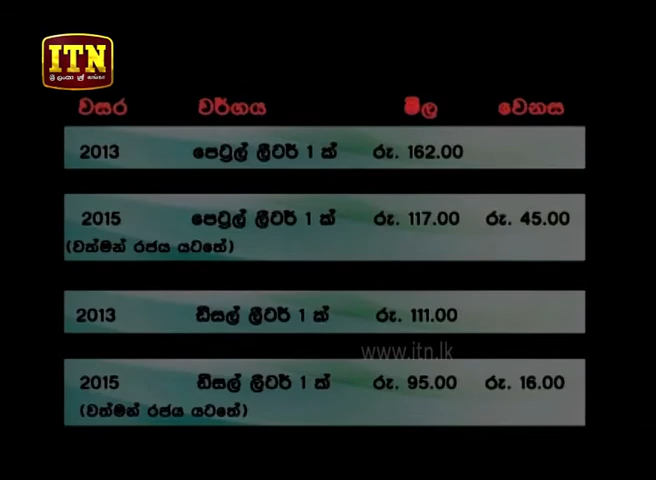 ITN
ශ්‍රී ලංකා
වසර වර්ගය මිල වෙනස
2013 පෙට්‍රල් ලීටර් 1 ක් රු. 162.00
2015 පෙට්‍රල් ලීටර් 1 ක් රු. 117.00 රු. 45.00
(වත්මන් රජය යටතේ)
2013 ඩීසල් ලීටර් 1 ක් රු. 111.00
www.itn.lk
2015 ඩීසල් ලීටර් 1 ක් රු. 95.00 රු. 16.00
(වත්මන් රජය යටතේ)